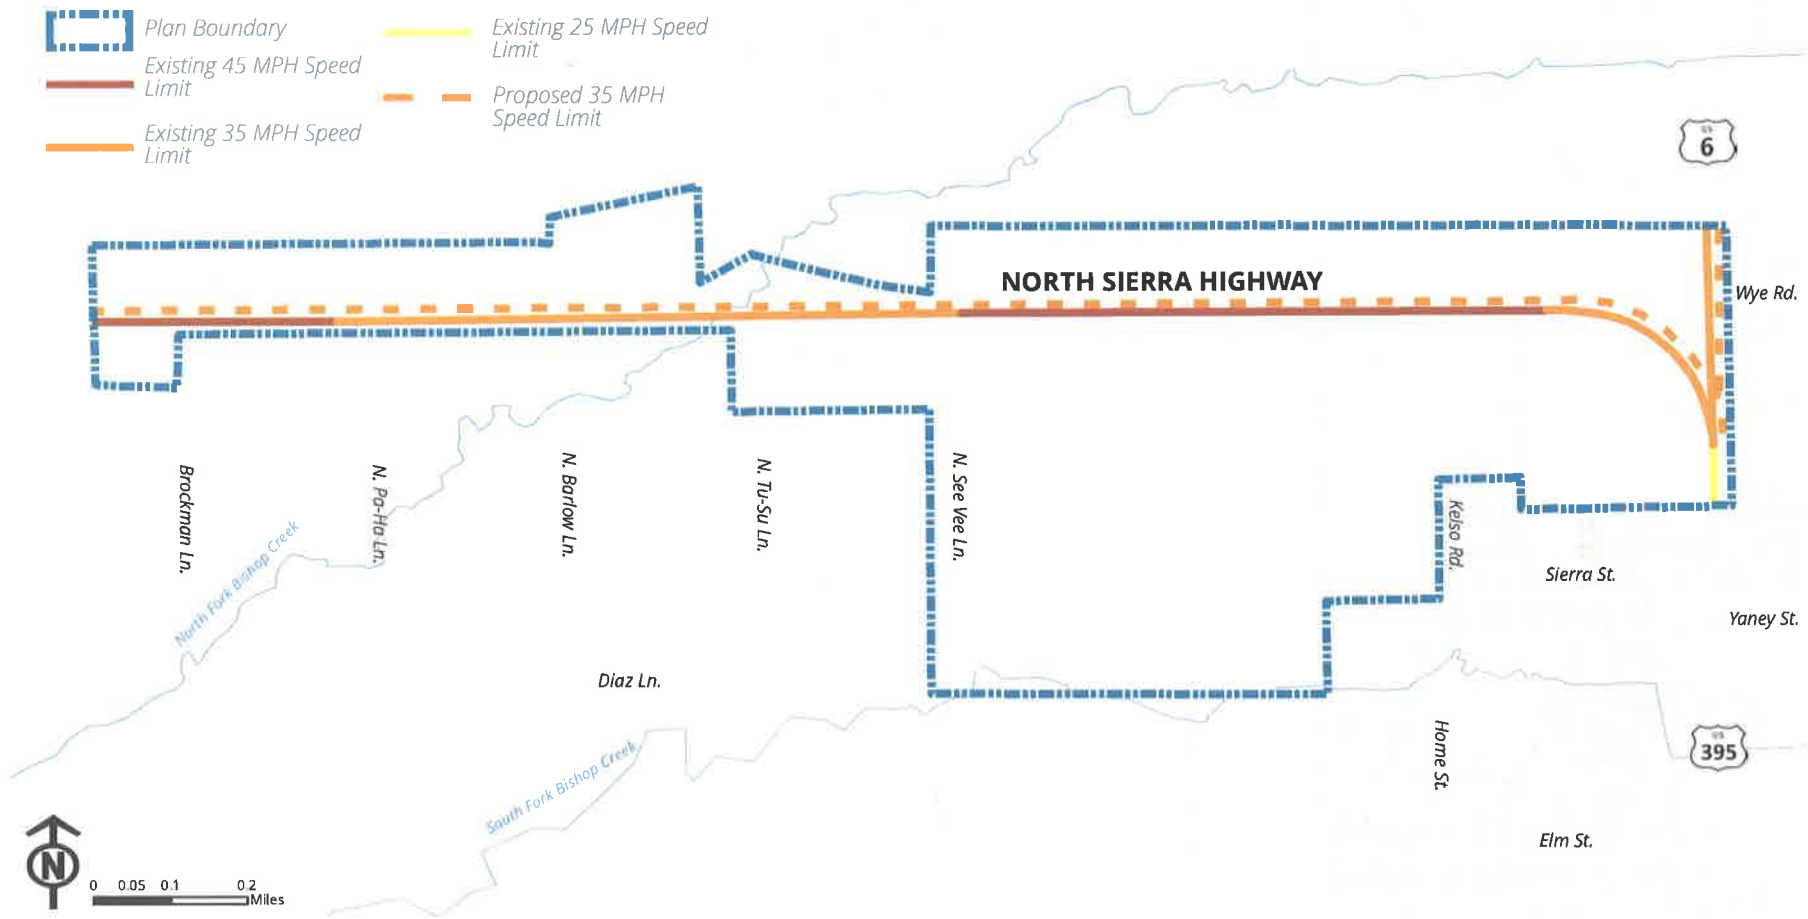 Plan Boundary
Existing 45 MPH Speed
Limit
Existing 35 MPH Speed
Limit
Existing 25 MPH Speed
Limit
Proposed 35 MPH
Speed Limit
US
6
NORTH SIERRA HIGHWAY
Wye Rd.
Brockman Ln.
N. Pa-Ha Ln.
N. Barlow Ln.
N. Tu-Su Ln.
N. See Vee Ln.
Kelso Rd.
Sierra St.
Yaney St.
North Fork Bishop Creek
Diaz Ln.
South Fork Bishop Creek
Home St.
US
395
Elm St.
N
0 0.05 0.1 0.2
Miles